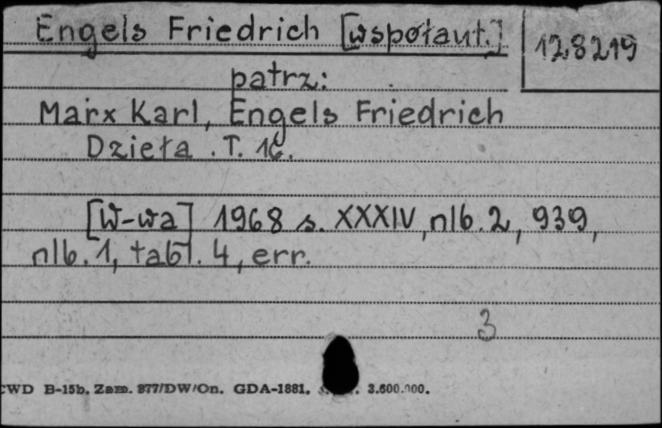 Engels Friedrich [współaut.]
128219
patrz:
Marx Karl, Engels Friedrich
Dzieła. T. 16.
[W-wa] 1968 s. XXXIV, nlb. 2, 939,
nlb. 1, tabl. 4, err.
3
CWD B-15b. Zam. 877/DW/On. GDA-1881. 3.600.000.